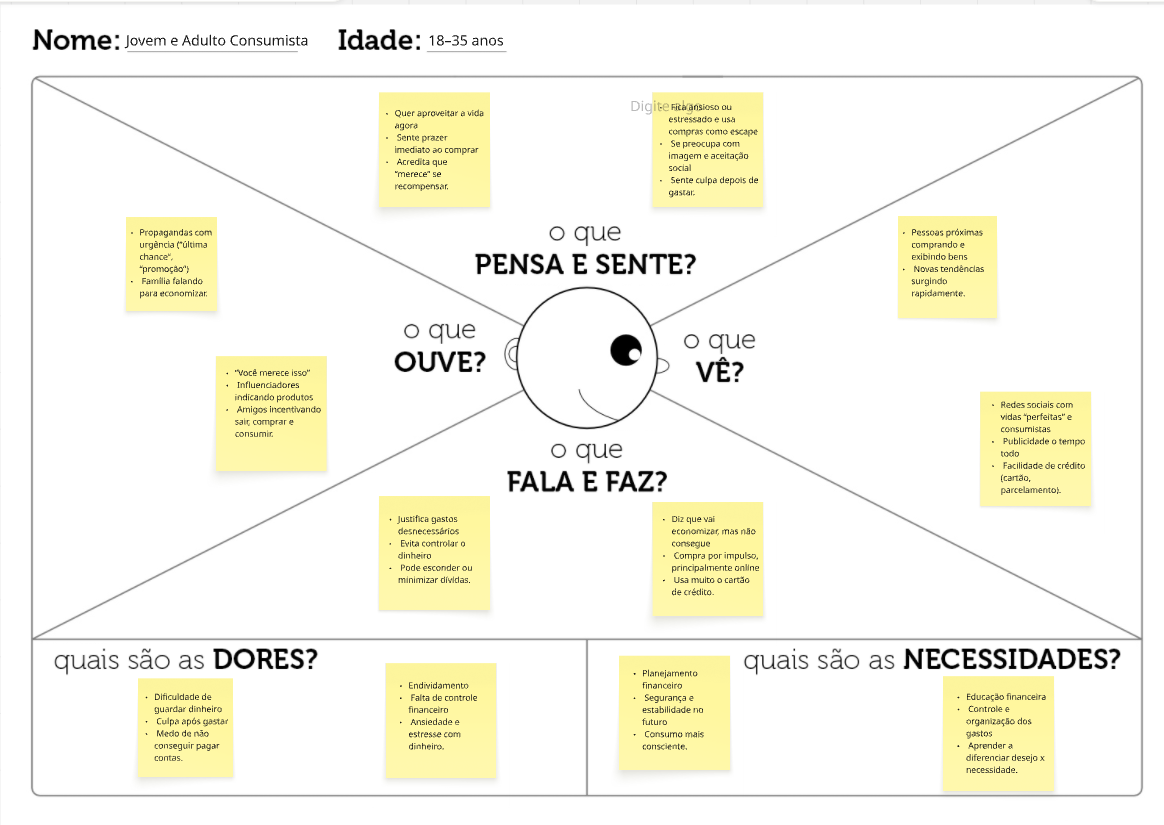 Nome: Jovem e Adulto Consumista Idade: 18–35 anos
• Quer aproveitar a vida
agora
• Sente prazer
imediato ao comprar
• Acredita que
“merece” se
recompensar.
Digite algo
• Fica ansioso ou
estressado e usa
compras como escape
• Se preocupa com
imagem e aceitação
social
• Sente culpa depois de
gastar.
o que
PENSA E SENTE?
• Propagandas com
urgência (“última
chance”,
“promoção”)
• Família falando
para economizar.
• “Você merece isso”
• Influenciadores
indicando produtos
• Amigos incentivando
sair, comprar e
consumir.
o que
OUVE?
o que
VÊ?
• Pessoas próximas
comprando e
exibindo bens
• Novas tendências
surgindo
rapidamente.
• Redes sociais com
vidas “perfeitas” e
consumistas
• Publicidade o tempo
todo
• Facilidade de crédito
(cartão,
parcelamento).
o que
FALA E FAZ?
• Justifica gastos
desnecessários
• Evita controlar o
dinheiro
• Pode esconder ou
minimizar dívidas.
• Diz que vai
economizar, mas não
consegue
• Compra por impulso,
principalmente online
• Usa muito o cartão
de crédito.
quais são as DORES?
• Dificuldade de
guardar dinheiro
• Culpa após gastar
• Medo de não
conseguir pagar
contas.
• Endividamento
• Falta de controle
financeiro
• Ansiedade e
estresse com
dinheiro.
quais são as NECESSIDADES?
• Planejamento
financeiro
• Segurança e
estabilidade no
futuro
• Consumo mais
consciente.
• Educação financeira
• Controle e
organização dos
gastos
• Aprender a
diferenciar desejo x
necessidade.